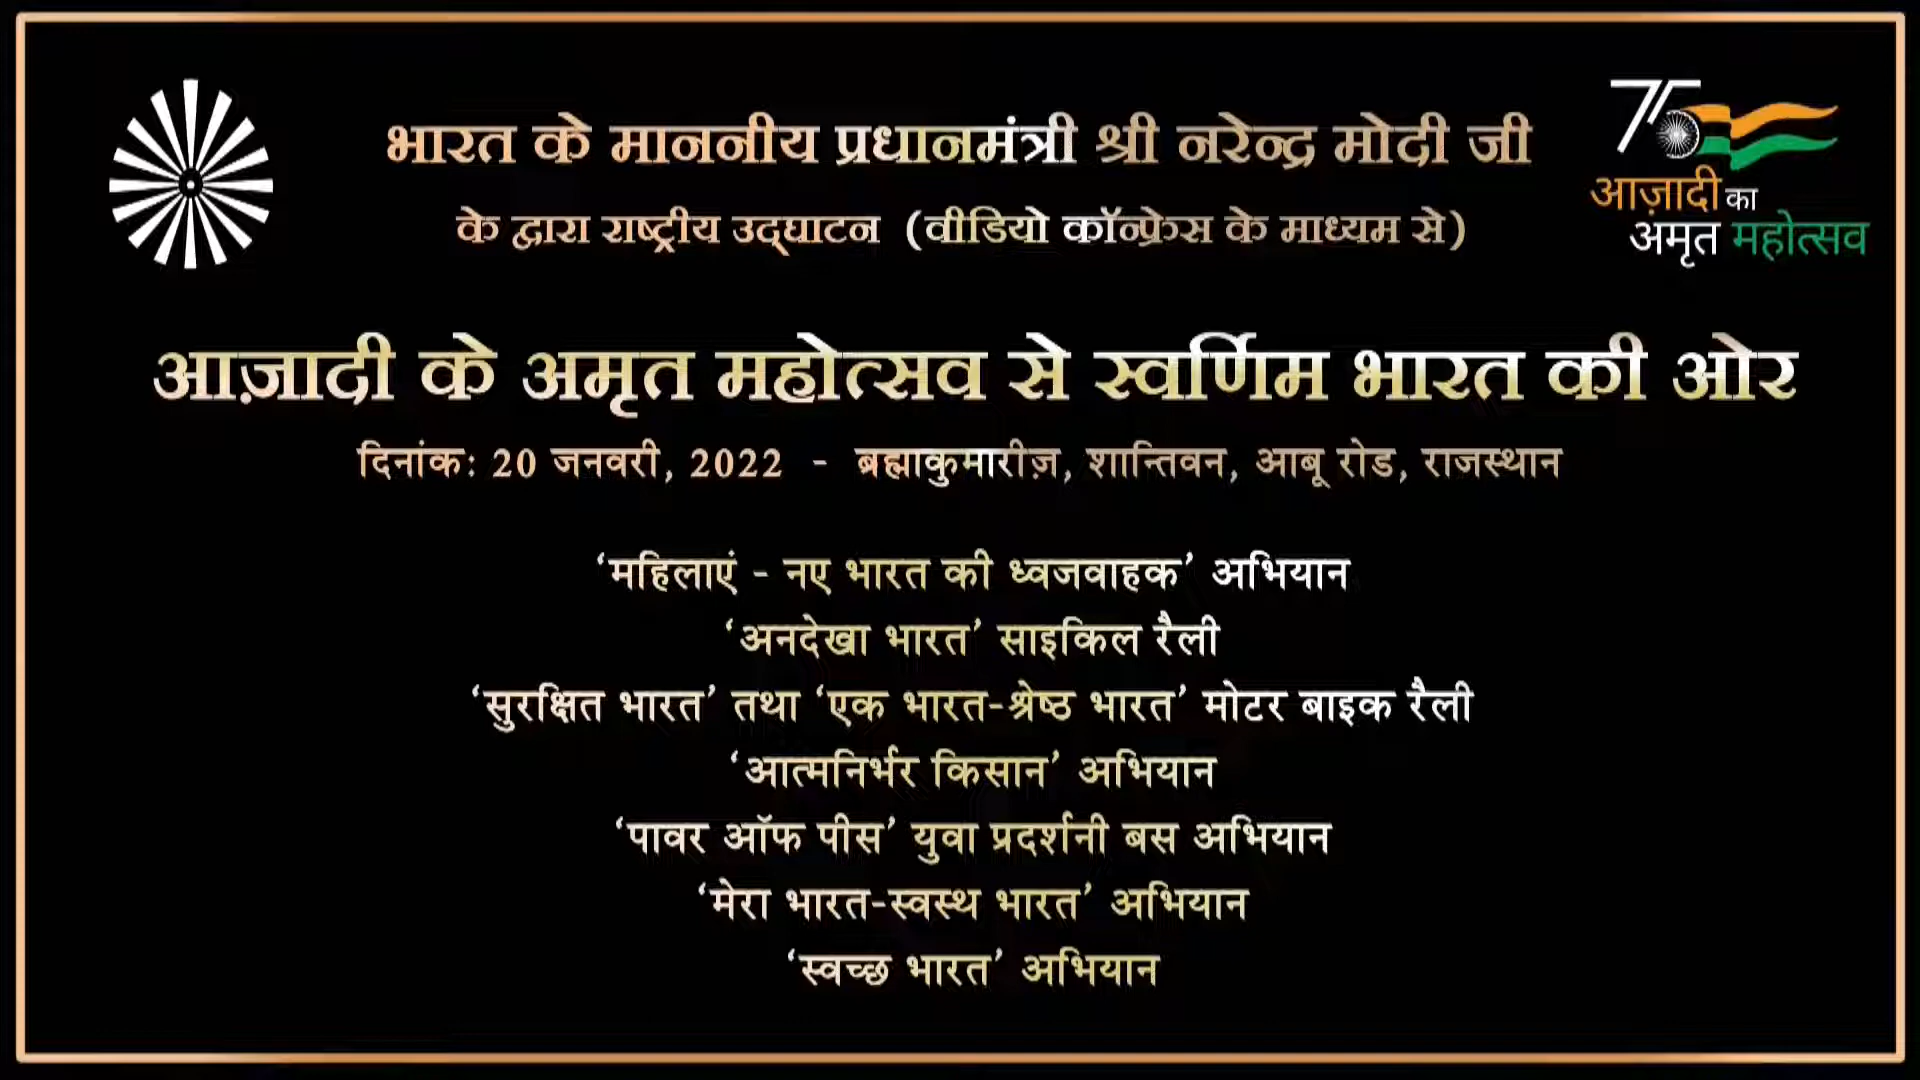 भारत के माननीय प्रधानमंत्री श्री नरेन्द्र मोदी जी
के द्वारा राष्ट्रीय उद्घाटन (वीडियो कॉन्फ्रेस के माध्यम से)
75
आज़ादी का
अमृत महोत्सव
आज़ादी के अमृत महोत्सव से स्वर्णिम भारत की ओर
दिनांक: 20 जनवरी, 2022 - ब्रह्माकुमारीज़, शान्तिवन, आबू रोड, राजस्थान
‘महिलाएं - नए भारत की ध्वजवाहक’ अभियान
‘अनदेखा भारत’ साइकिल रैली
‘सुरक्षित भारत’ तथा ‘एक भारत-श्रेष्ठ भारत’ मोटर बाइक रैली
‘आत्मनिर्भर किसान’ अभियान
‘पावर ऑफ पीस’ युवा प्रदर्शनी बस अभियान
‘मेरा भारत-स्वस्थ भारत’ अभियान
‘स्वच्छ भारत’ अभियान